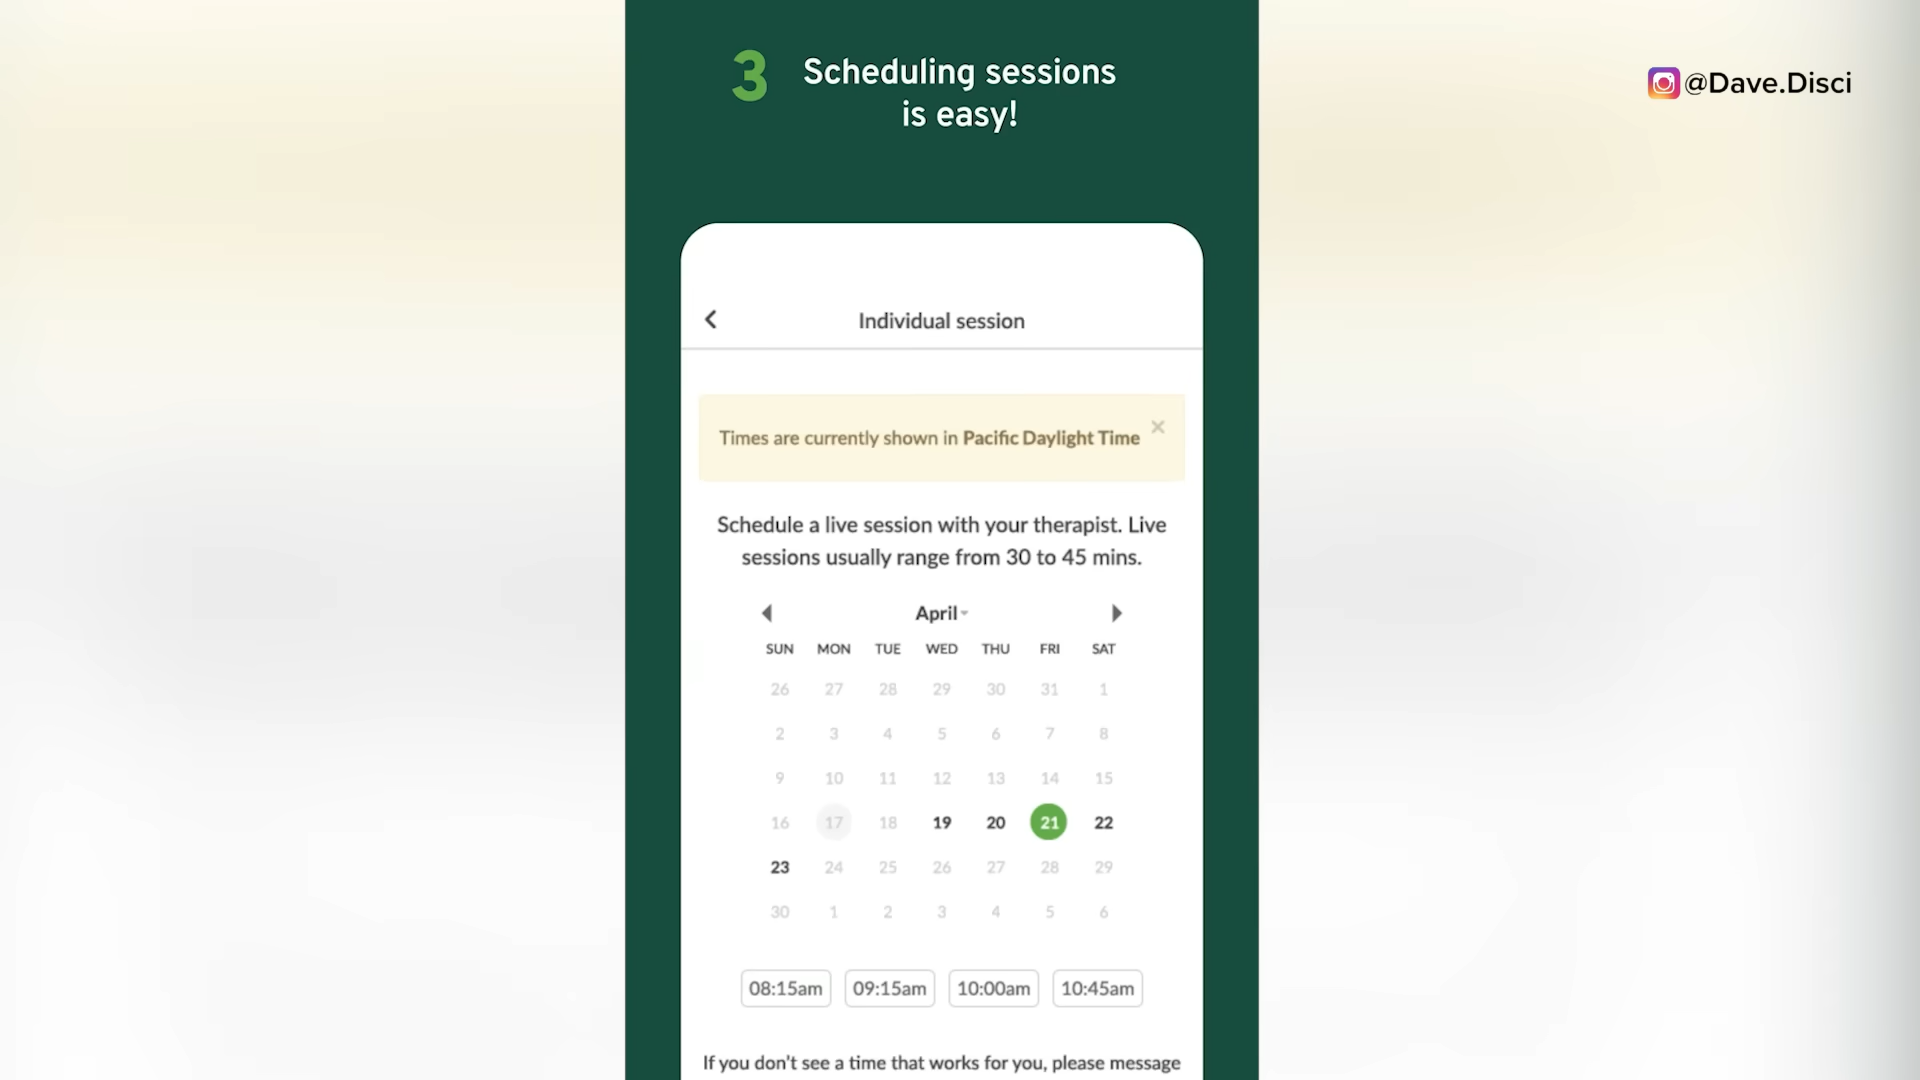 3 Scheduling sessions
is easy!
@Dave.Disci
Individual session
Times are currently shown in Pacific Daylight Time
Schedule a live session with your therapist. Live
sessions usually range from 30 to 45 mins.
April
SUN MON TUE WED THU FRI SAT
26 27 28 29 30 31 1
2 3 4 5 6 7 8
9 10 11 12 13 14 15
16 17 18 19 20 21 22
23 24 25 26 27 28 29
30 1 2 3 4 5 6
08:15am 09:15am 10:00am 10:45am
If you don't see a time that works for you, please message